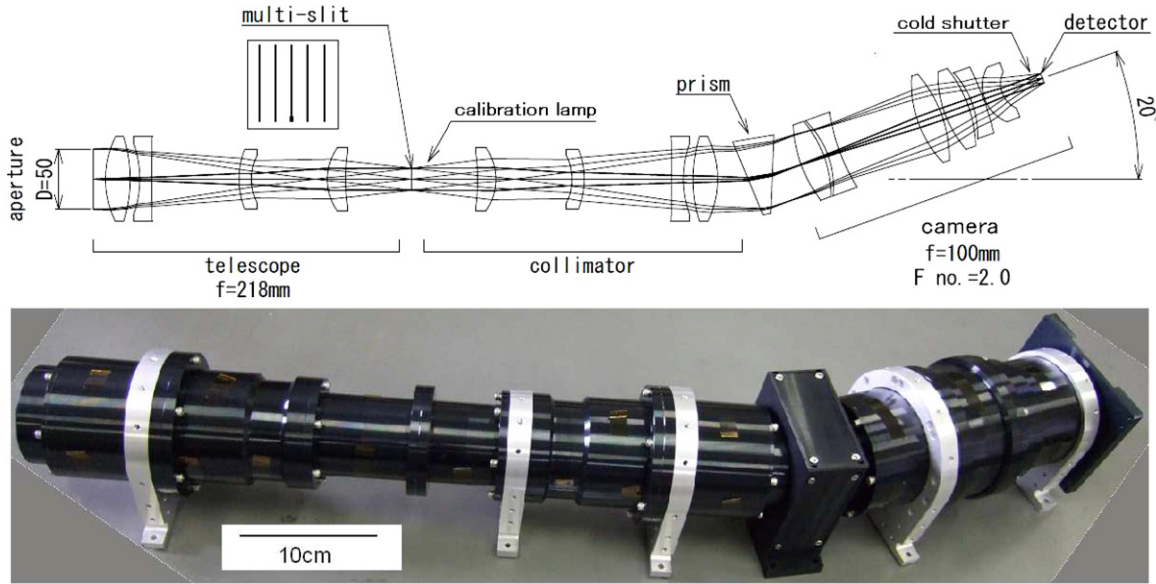 multi-slit
cold shutter
detector
prism
calibration lamp
20°
aperture
D=50
camera
telescope
collimator
f=100mm
f=218mm
F no.=2.0
10cm